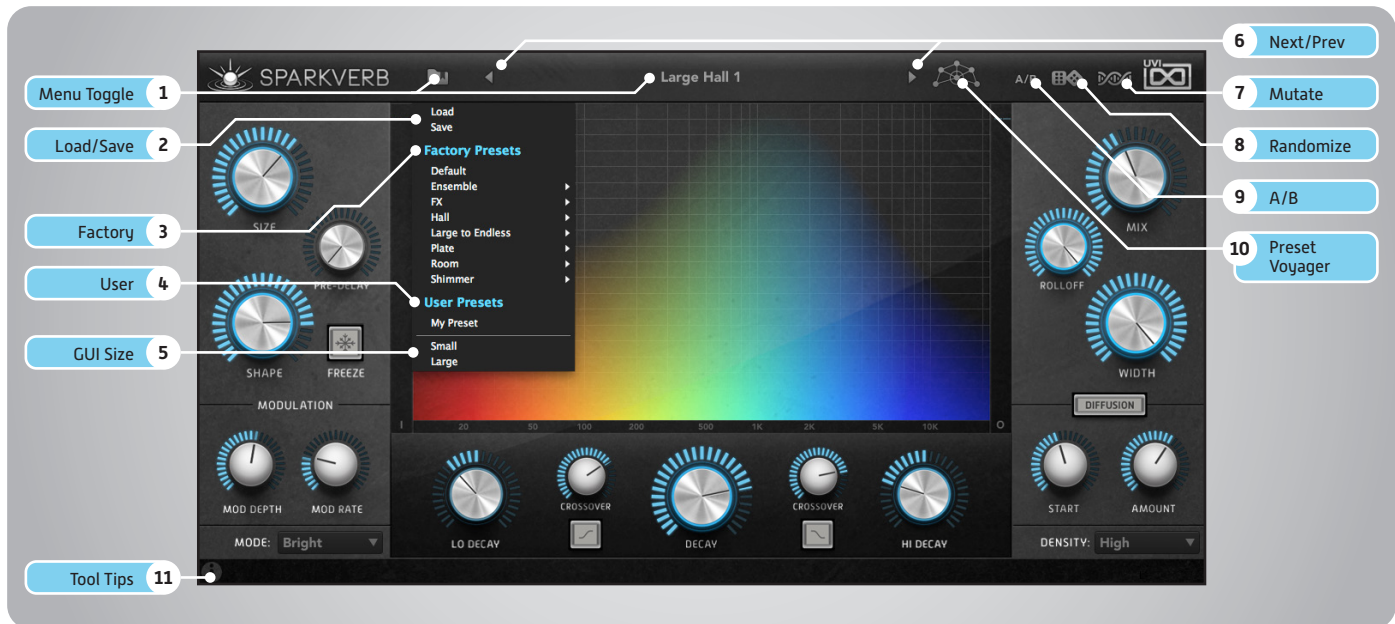 6 Next/Prev
UVI
SPARKVERB
Large Hall 1
A/B
Menu Toggle 1
7 Mutate
Load
Save
Load/Save 2
8 Randomize
Factory Presets
Default
Ensemble
FX
Hall
Large to Endless
Plate
Room
Shimmer
9 A/B
SIZE
MIX
Factory 3
10 Preset
Voyager
PRE-DELAY
ROLLOFF
User 4
User Presets
My Preset
Small
Large
GUI Size 5
SHAPE
FREEZE
WIDTH
MODULATION
DIFFUSION
I 20 50 100 200 500 1K 2K 5K 10K O
MOD DEPTH
MOD RATE
CROSSOVER
CROSSOVER
START
AMOUNT
LO DECAY
DECAY
HI DECAY
MODE: Bright
DENSITY: High
Tool Tips 11